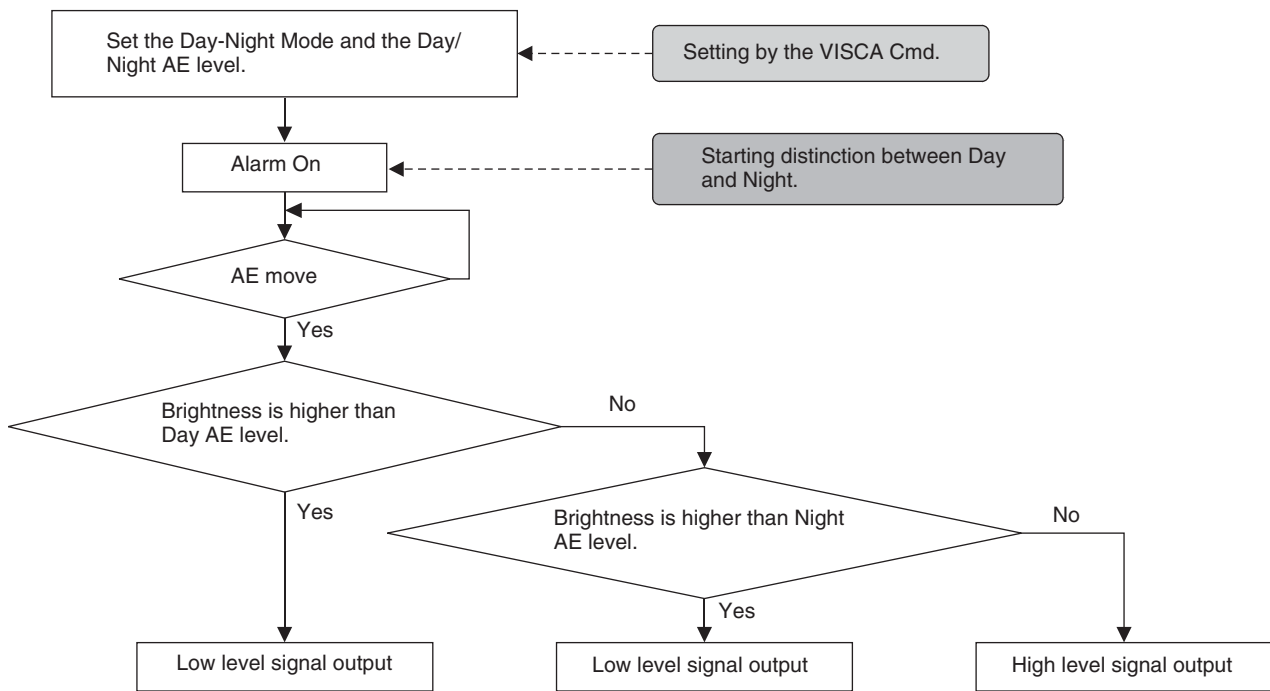 Set the Day-Night Mode and the Day/
Night AE level.
Setting by the VISCA Cmd.
Alarm On
Starting distinction between Day
and Night.
AE move
Yes
Brightness is higher than
Day AE level.
No
Yes
Brightness is higher than Night
AE level.
No
Yes
Low level signal output
Low level signal output
High level signal output